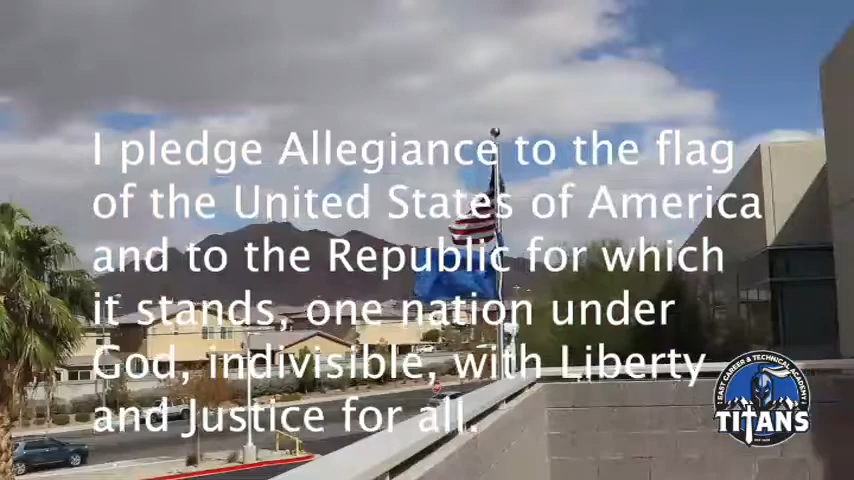 I pledge Allegiance to the flag
of the United States of America
and to the Republic for which
it stands, one nation under
God, indivisible, with Liberty
and Justice for all.
EAST CAREER & TECHNICAL ACADEMY
TITANS